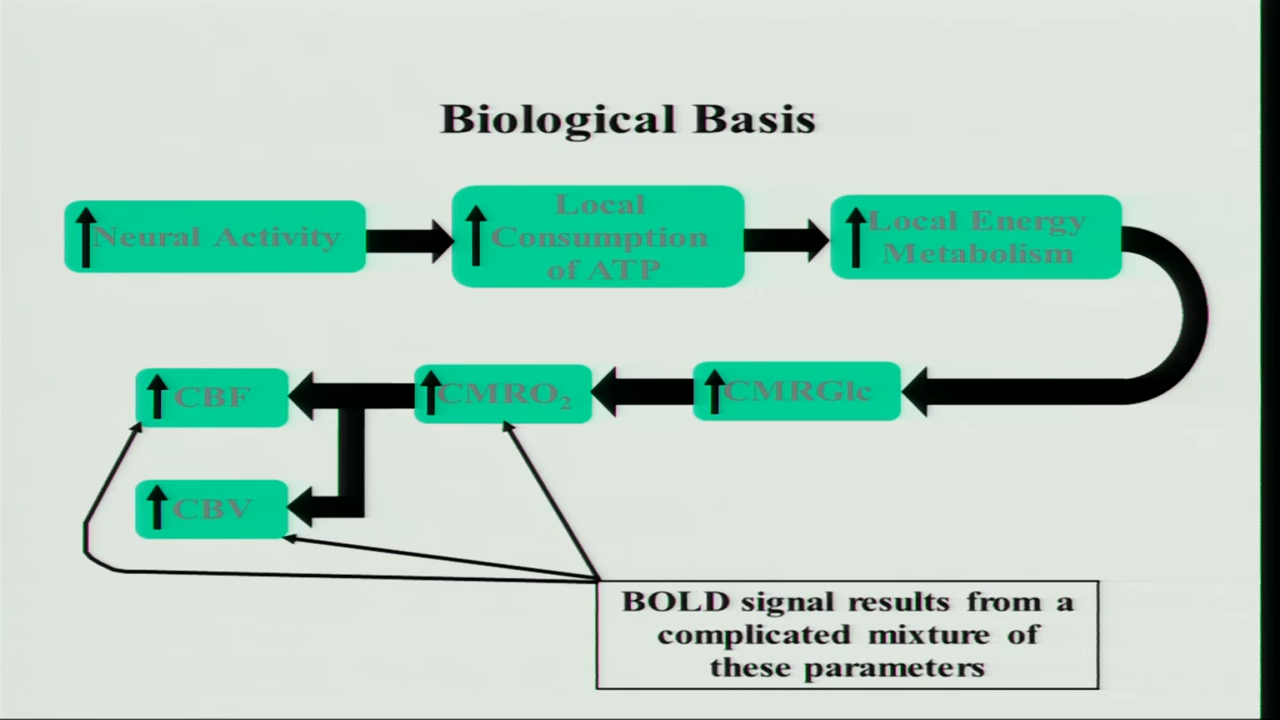 Biological Basis
Neural Activity
Local
Consumption
of ATP
Local Energy
Metabolism
CBF
CMRO₂
CMRGlc
CBV
BOLD signal results from a
complicated mixture of
these parameters